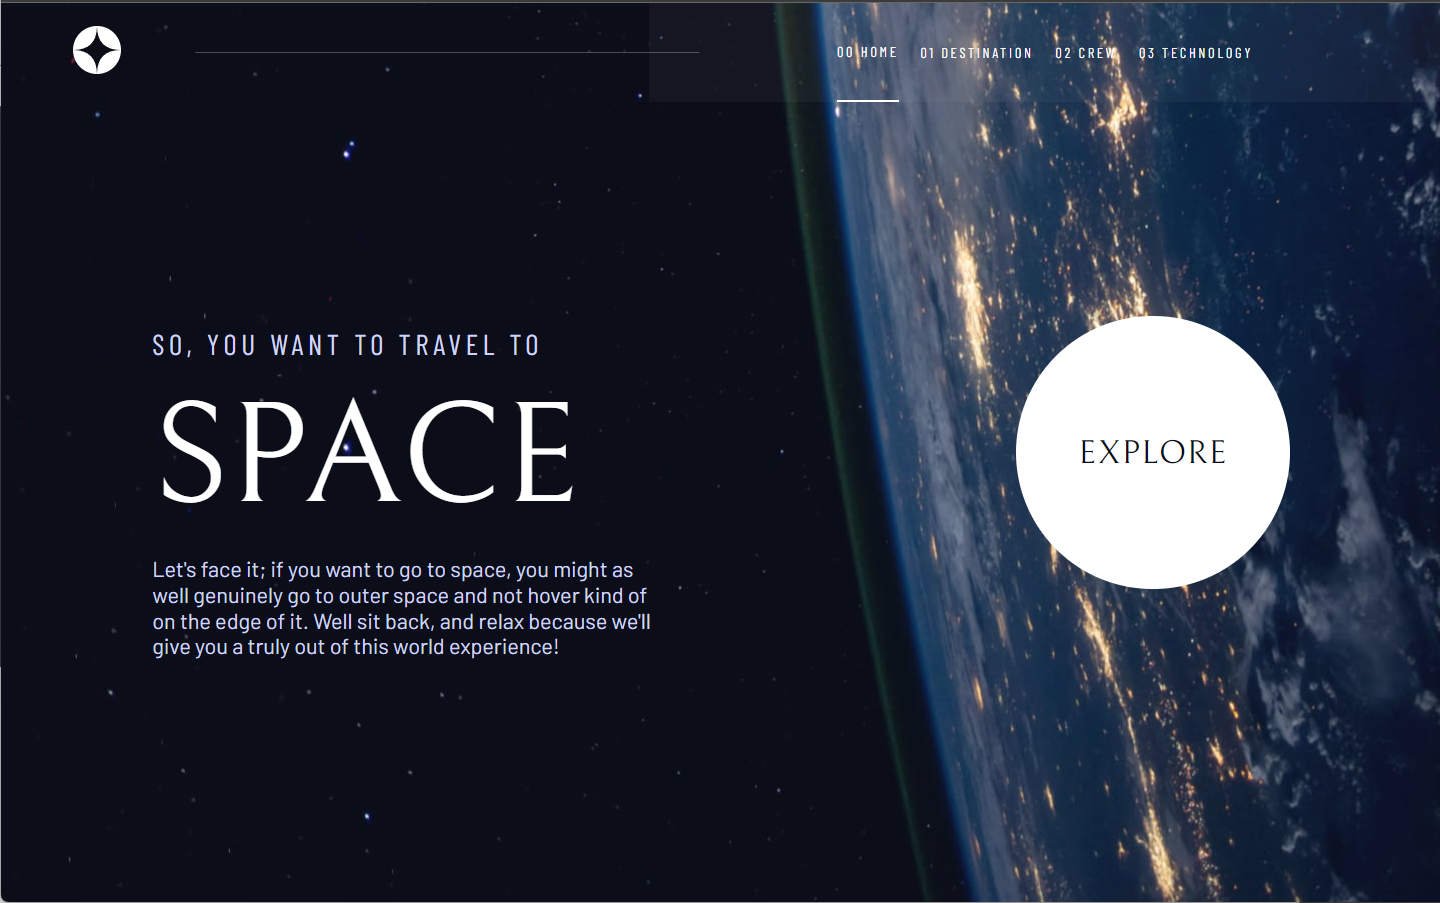 00 HOME 01 DESTINATION 02 CREW 03 TECHNOLOGY
SO, YOU WANT TO TRAVEL TO
SPACE
EXPLORE
Let's face it; if you want to go to space, you might as
well genuinely go to outer space and not hover kind of
on the edge of it. Well sit back, and relax because we'll
give you a truly out of this world experience!